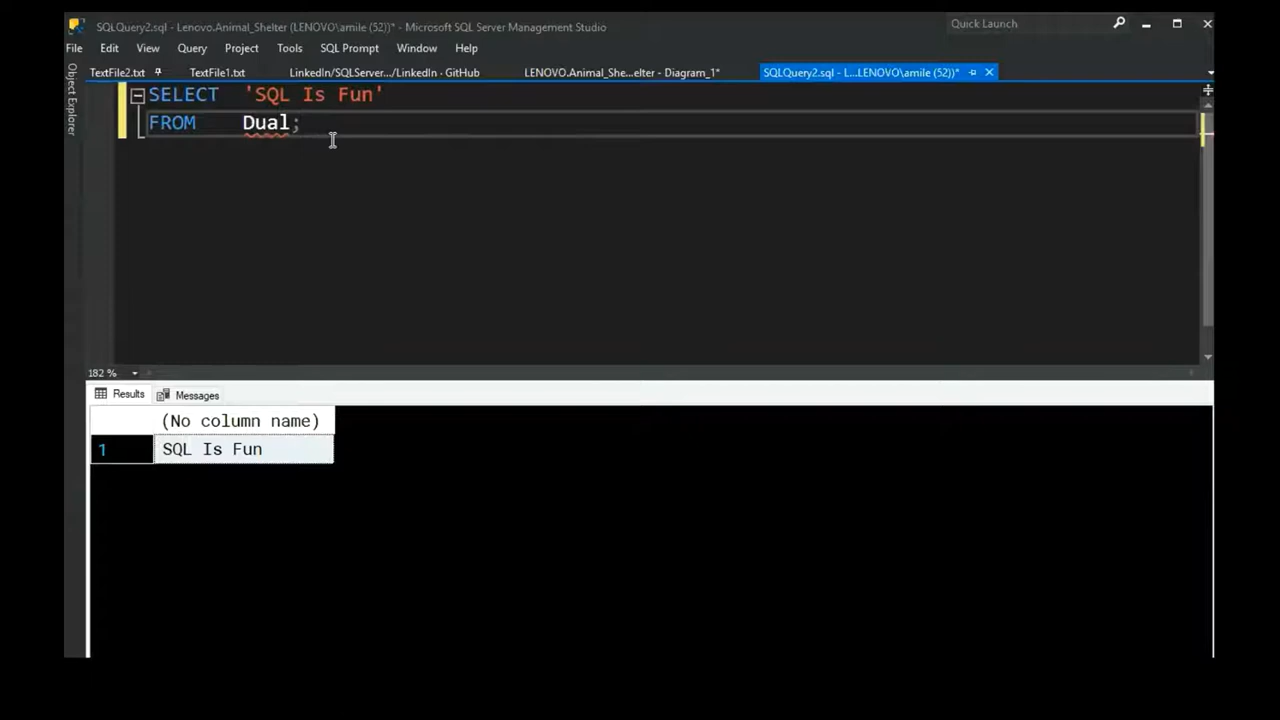 SQLQuery2.sql - Lenovo.Animal_Shelter (LENOVO\amile (52))* - Microsoft SQL Server Management Studio
Quick Launch
File Edit View Query Project Tools SQL Prompt Window Help
TextFile2.txt TextFile1.txt LinkedIn/SQLServer.../LinkedIn · GitHub LENOVO.Animal_She...elter - Diagram_1* SQLQuery2.sql - L...LENOVO\amile (52))*
Object Explorer
SELECT 'SQL Is Fun'
FROM Dual;
182 %
Results Messages
(No column name)
1 SQL Is Fun